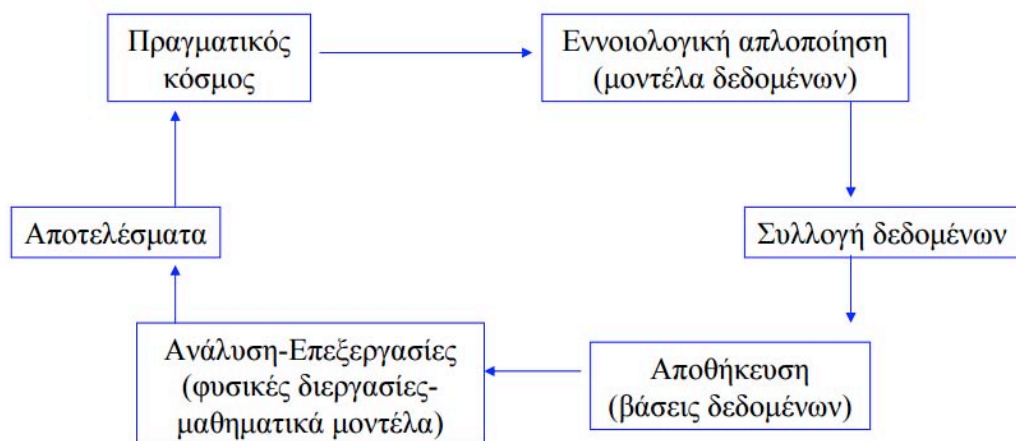 Πραγματικός
κόσμος
Εννοιολογική απλοποίηση
(μοντέλα δεδομένων)
Συλλογή δεδομένων
Αποθήκευση
(βάσεις δεδομένων)
Ανάλυση-Επεξεργασίες
(φυσικές διεργασίες-
μαθηματικά μοντέλα)
Αποτελέσματα